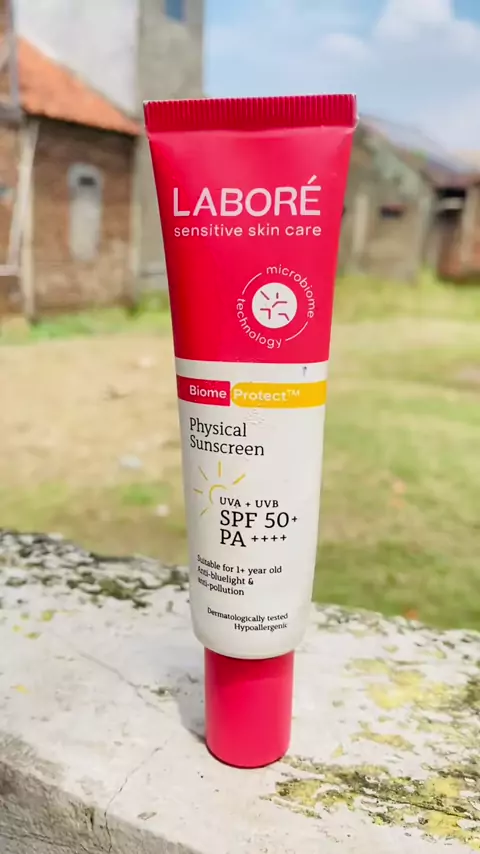 LABORÉ
sensitive skin care
microbiome
technology
Biome Protect™
Physical
Sunscreen
UVA + UVB
SPF 50+
PA ++++
Suitable for 1+ year old
Anti-bluelight &
anti-pollution
Dermatologically tested
Hypoallergenic